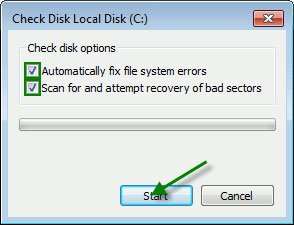 Check Disk Local Disk (C:)
Check disk options
Automatically fix file system errors
Scan for and attempt recovery of bad sectors
Start
Cancel